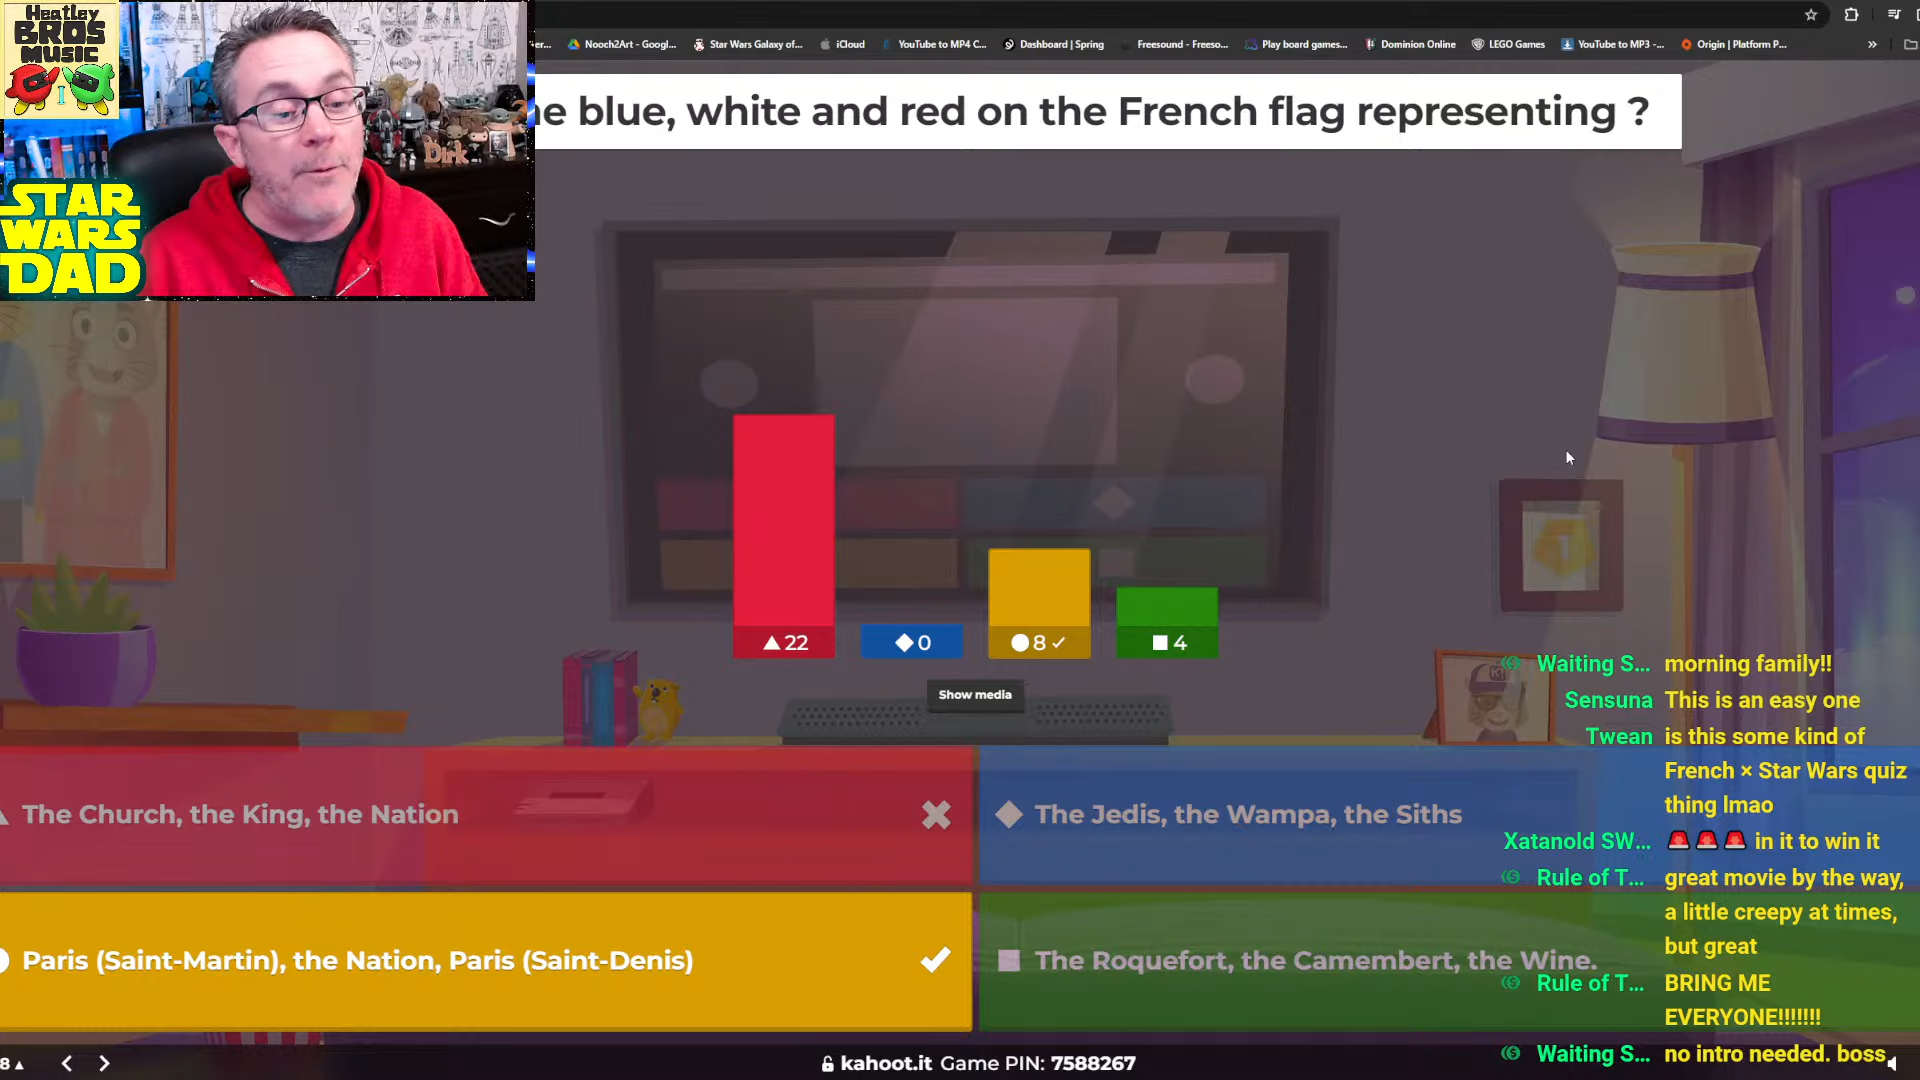 Heatley
BROS
MUSIC
STAR
WARS
DAD
Dirk
er...
Nooch2Art - Googl...
Star Wars Galaxy of...
iCloud
YouTube to MP4 C...
Dashboard | Spring
Freesound - Freeso...
Play board games...
Dominion Online
LEGO Games
YouTube to MP3 -...
Origin | Platform P...
»
e blue, white and red on the French flag representing ?
22
0
8
4
Show media
The Church, the King, the Nation
The Jedis, the Wampa, the Siths
Paris (Saint-Martin), the Nation, Paris (Saint-Denis)
The Roquefort, the Camembert, the Wine.
Waiting S... morning family!!
Sensuna This is an easy one
Twean is this some kind of
French × Star Wars quiz
thing lmao
Xatanold SW... 🚨🚨🚨 in it to win it
Rule of T... great movie by the way,
a little creepy at times,
but great
Rule of T... BRING ME
EVERYONE!!!!!!!
Waiting S... no intro needed. boss
8
kahoot.it Game PIN: 7588267